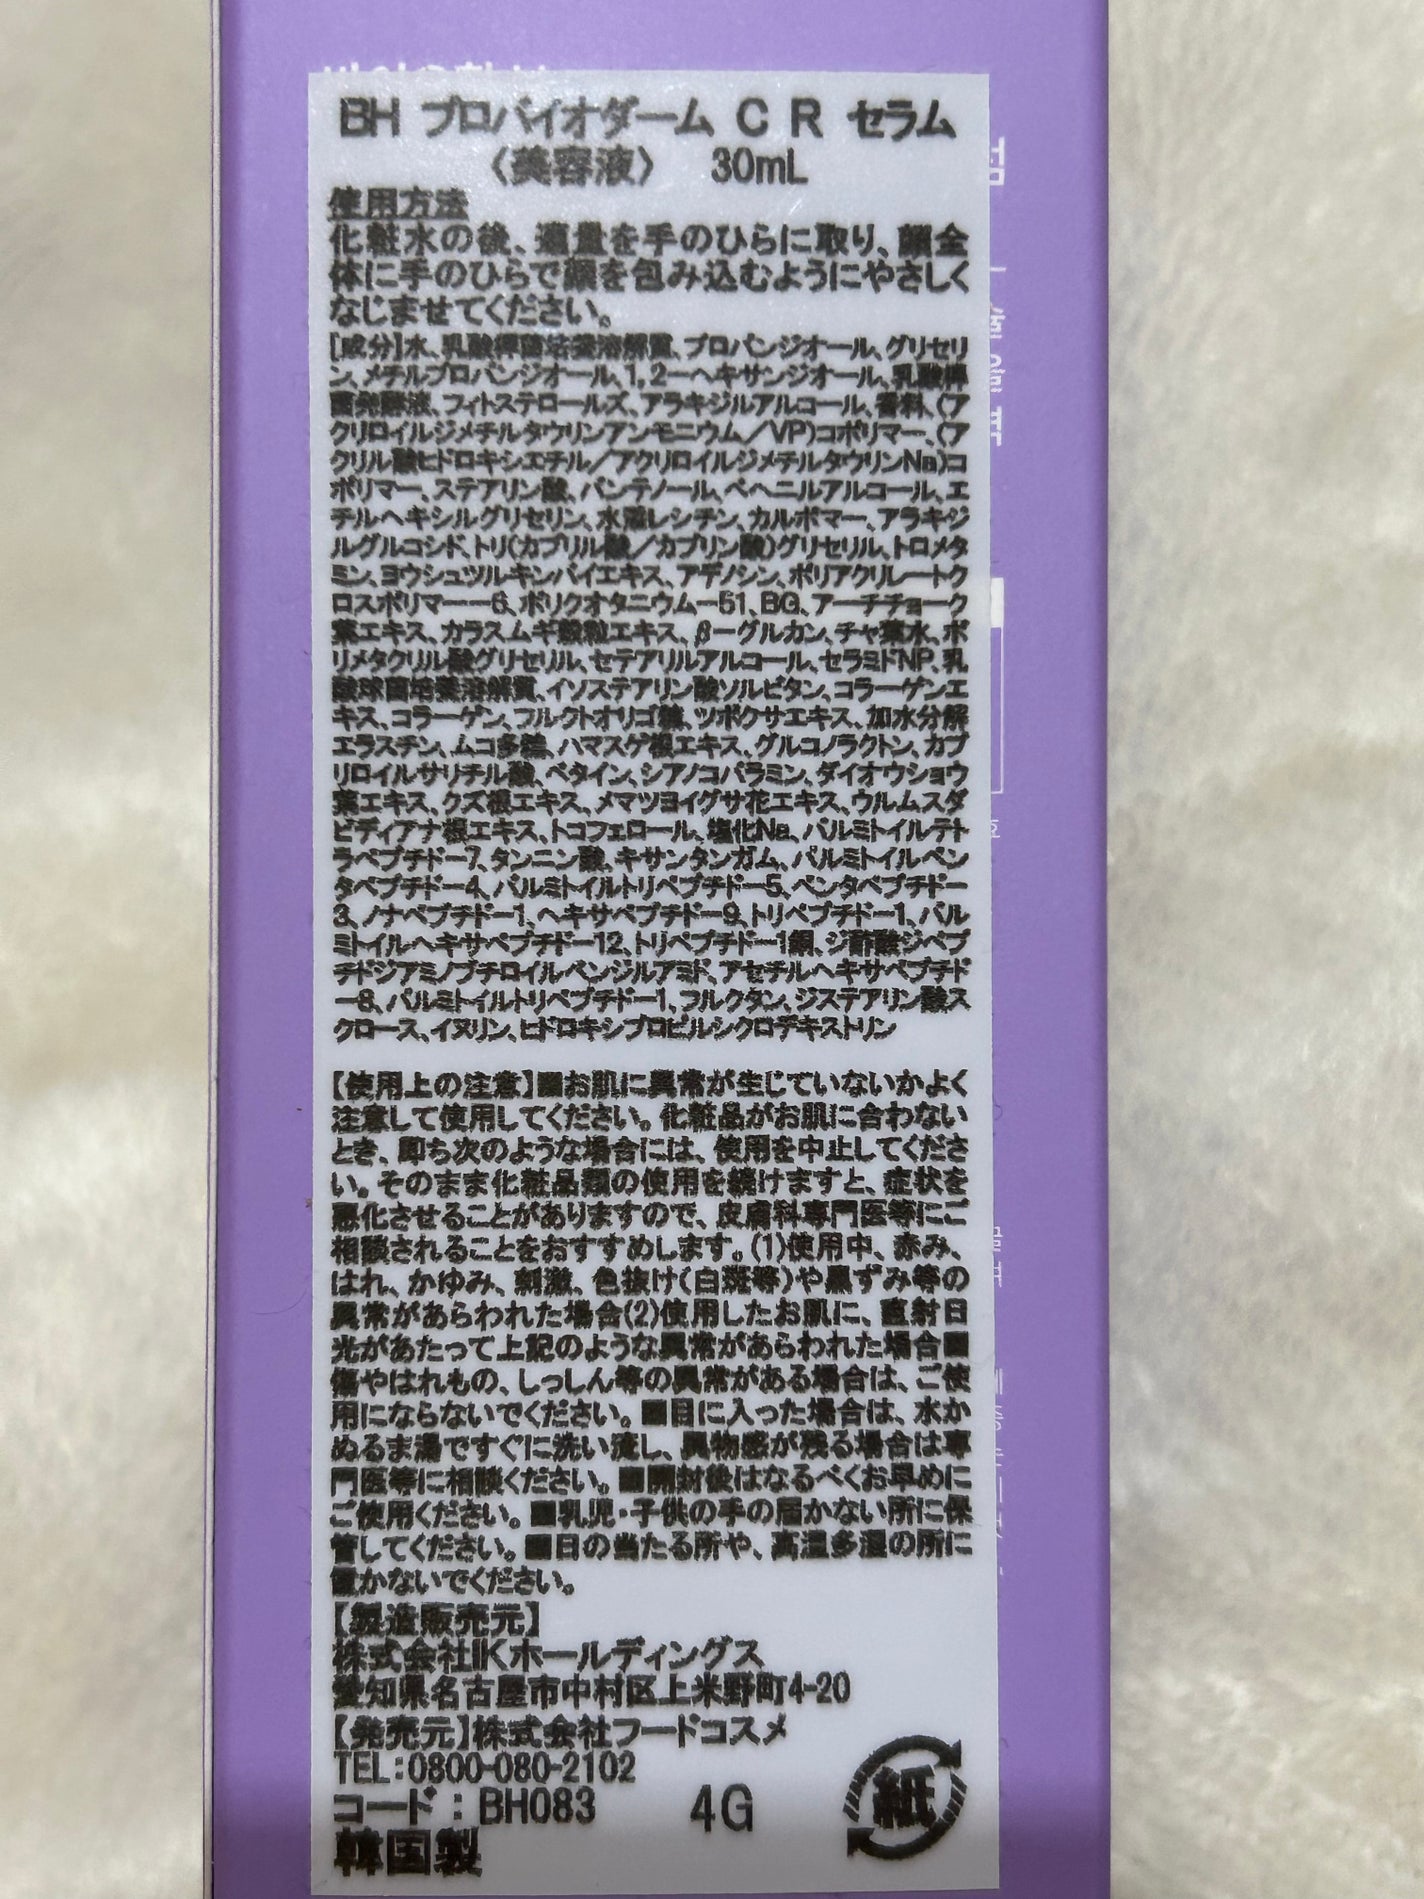 BH プロバイオダーム C R セラム
〈美容液〉 30mL
使用方法
化粧水の後、適量を手のひらに取り、顔全
体に手のひらで顔を包み込むようにやさしく
なじませてください。
[成分]水、乳酸桿菌培養溶解質、プロパンジオール、グリセリ
ン、メチルプロパンジオール、1,2ーヘキサンジオール、乳酸桿
菌発酵液、フィトステロールズ、アラキジルアルコール、香料、(ア
クリロイルジメチルタウリンアンモニウム/VP)コポリマー、(ア
クリル酸ヒドロキシエチル/アクリロイルジメチルタウリンNa)コ
ポリマー、ステアリン酸、パンテノール、ベヘニルアルコール、エ
チルヘキシルグリセリン、水添レシチン、カルボマー、アラキジ
ルグルコシド、トリ(カプリル酸/カプリン酸)グリセリル、トロメタ
ミン、ヨウシュツルキンバイエキス、アデノシン、ポリアクリレートク
ロスポリマーー6、ポリクオタニウムー51、BG、アーチチョーク
葉エキス、カラスムギ穀粒エキス、βーグルカン、チャ葉水、ポ
リメタクリル酸グリセリル、セテアリルアルコール、セラミドNP、乳
酸球菌培養溶解質、イソステアリン酸ソルビタン、コラーゲンエ
キス、コラーゲン、フルクトオリゴ糖、ツボクサエキス、加水分解
エラスチン、ムコ多糖、ハマスゲ根エキス、グルコノラクトン、カプ
リロイルサリチル酸、ベタイン、シアノコバラミン、ダイオウショウ
葉エキス、クズ根エキス、メマツヨイグサ花エキス、ウルムスダ
ビディアナ根エキス、トコフェロール、塩化Na、パルミトイルテト
ラペプチドー7、タンニン酸、キサンタンガム、パルミトイルペン
タペプチドー4、パルミトイルトリペプチドー5、ペンタペプチドー
3、ノナペプチドー1、ヘキサペプチドー9、トリペプチドー1、パル
ミトイルヘキサペプチドー12、トリペプチドー1銅、ジ酢酸ジペプ
チドジアミノブチロイルベンジルアミド、アセチルヘキサペプチド
ー8、パルミトイルトリペプチドー1、フルクタン、ジステアリン酸ス
クロース、イヌリン、ヒドロキシプロピルシクロデキストリン
【使用上の注意】■お肌に異常が生じていないかよく
注意して使用してください。化粧品がお肌に合わない
とき、即ち次のような場合には、使用を中止してくださ
い。そのまま化粧品類の使用を続けますと、症状を
悪化させることがありますので、皮膚科専門医等にご
相談されることをおすすめします。(1)使用中、赤み、
はれ、かゆみ、刺激、色抜け(白斑等)や黒ずみ等の
異常があらわれた場合(2)使用したお肌に、直射日
光があたって上記のような異常があらわれた場合■
傷やはれもの、しっしん等の異常がある場合は、ご使
用にならないでください。■目に入った場合は、水か
ぬるま湯ですぐに洗い流し、異物感が残る場合は専
門医等に相談ください。■開封後はなるべくお早めに
ご使用ください。■乳児・子供の手の届かない所に保
管してください。■日の当たる所や、高温多湿の所に
置かないでください。
【製造販売元】
株式会社IKホールディングス
愛知県名古屋市中村区上米野町4-20
【発売元】株式会社フードコスメ
TEL:0800-080-2102
コード:BH083 4G
紙
韓国製